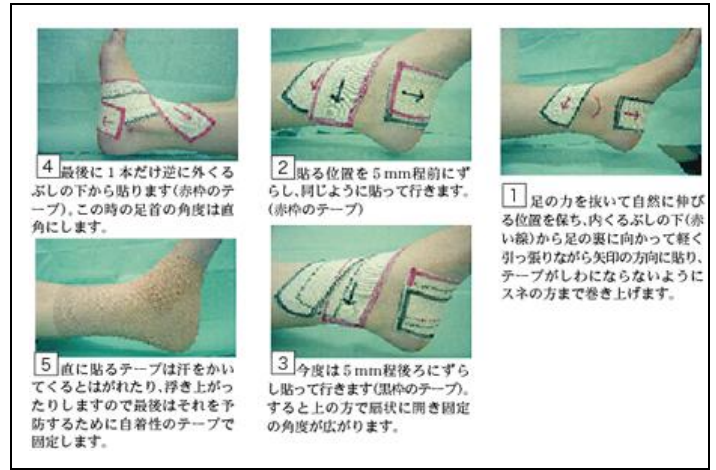 1 足の力を抜いて自然に伸び
る位置を保ち、内くるぶしの下(赤
い線)から足の裏に向かって軽く
引っ張りながら矢印の方向に貼り、
テープがしわにならないように
スネの方まで巻き上げます。
2 貼る位置を5mm程前にず
らし、同じように貼って行きます。
(赤枠のテープ)
3 今度は5mm程後ろにずら
し貼って行きます(黒枠のテープ)。
すると上の方で扇状に開き固定
の角度が広がります。
4 最後に1本だけ逆に外くる
ぶしの下から貼ります(赤枠のテ
ープ)。この時の足首の角度は直
角にします。
5 直に貼るテープは汗をかい
てくるとはがれたり、浮き上がっ
たりしますので最後はそれを予
防するために自着性のテープで
固定します。